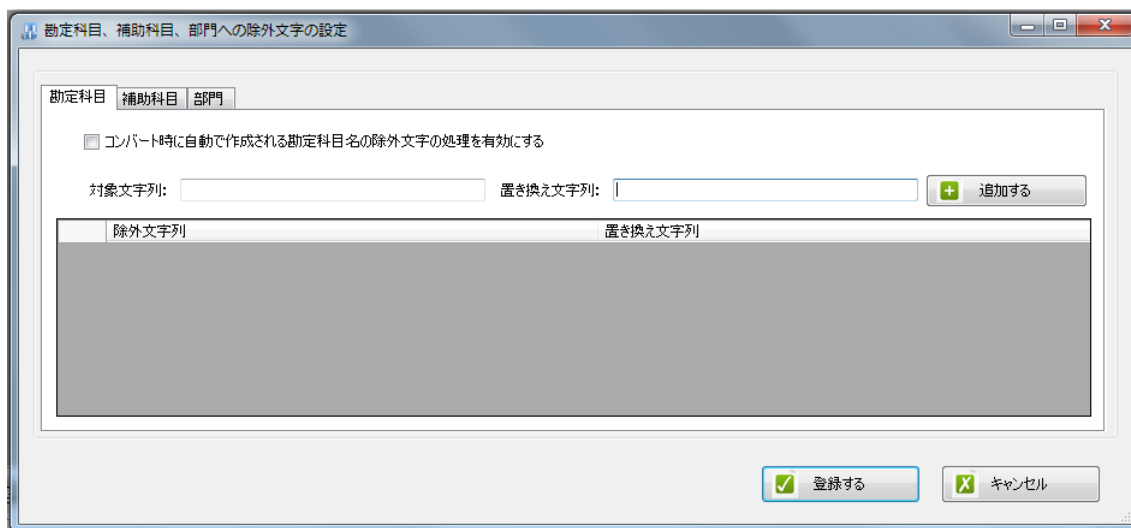 勘定科目、補助科目、部門への除外文字の設定
勘定科目 補助科目 部門
コンバート時に自動で作成される勘定科目名の除外文字の処理を有効にする
対象文字列: 置き換え文字列: 追加する
除外文字列 置き換え文字列
登録する キャンセル